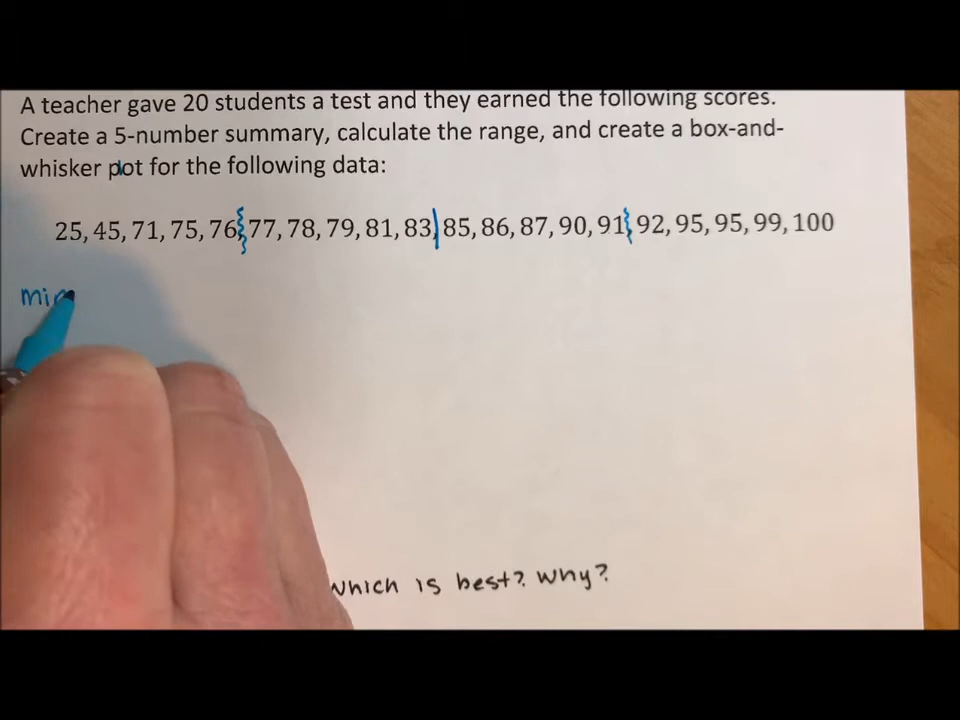 A teacher gave 20 students a test and they earned the following scores.
Create a 5-number summary, calculate the range, and create a box-and-
whisker plot for the following data:
25, 45, 71, 75, 76, 77, 78, 79, 81, 83, 85, 86, 87, 90, 91, 92, 95, 95, 99, 100
mi
which is best? why?